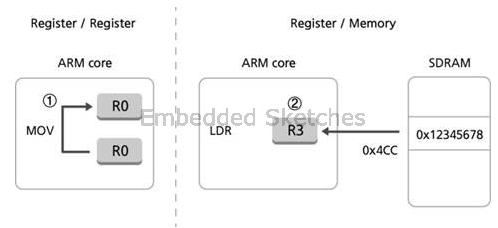 Register / Register
Register / Memory
ARM core
ARM core
SDRAM
①
R0
MOV
R0
②
LDR
R3
0x4CC
0x12345678
Embedded Sketches